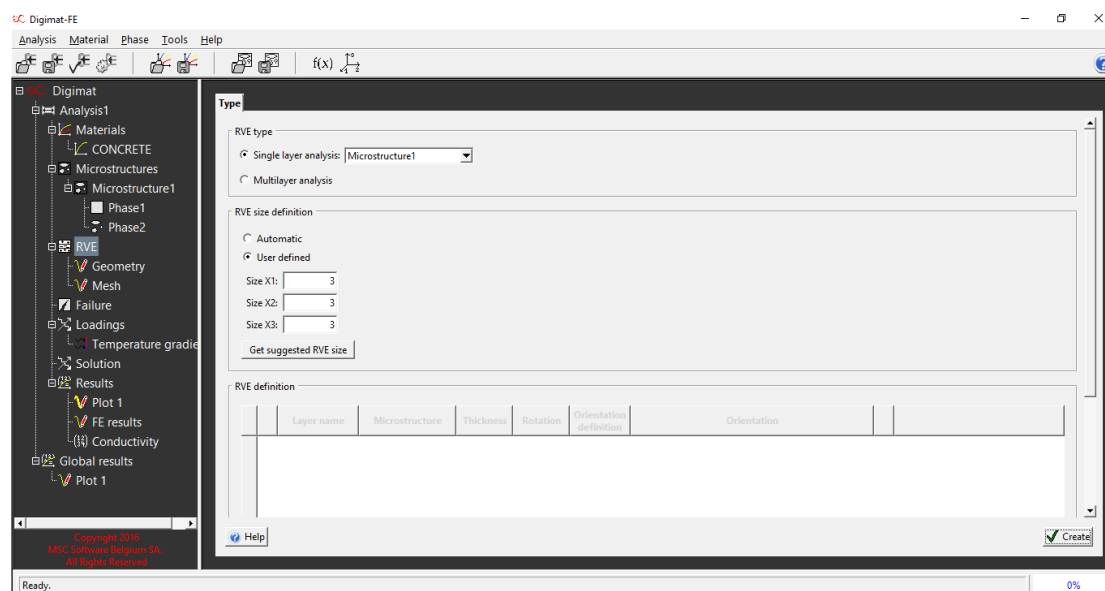 Digimat-FE
Analysis Material Phase Tools Help
f(x)
Digimat
Analysis1
Materials
CONCRETE
Microstructures
Microstructure1
Phase1
Phase2
RVE
Geometry
Mesh
Failure
Loadings
Temperature gradie
Solution
Results
Plot 1
FE results
Conductivity
Global results
Plot 1
Copyright 2016
MSC Software Belgium SA.
All Rights Reserved
Type
RVE type
Single layer analysis: Microstructure1
Multilayer analysis
RVE size definition
Automatic
User defined
Size X1: 3
Size X2: 3
Size X3: 3
Get suggested RVE size
RVE definition
Layer name Microstructure Thickness Rotation Orientation definition Orientation
Help
Create
Ready.
0%